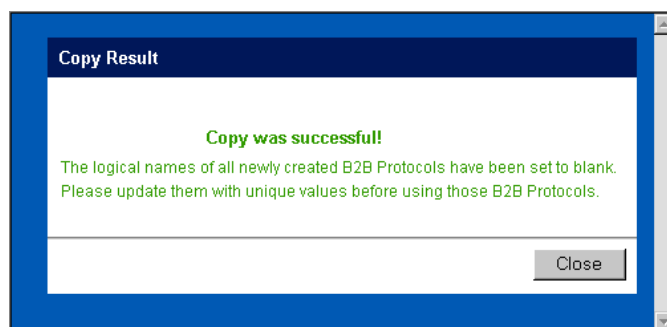 Copy Result
Copy was successful!
The logical names of all newly created B2B Protocols have been set to blank.
Please update them with unique values before using those B2B Protocols.
Close